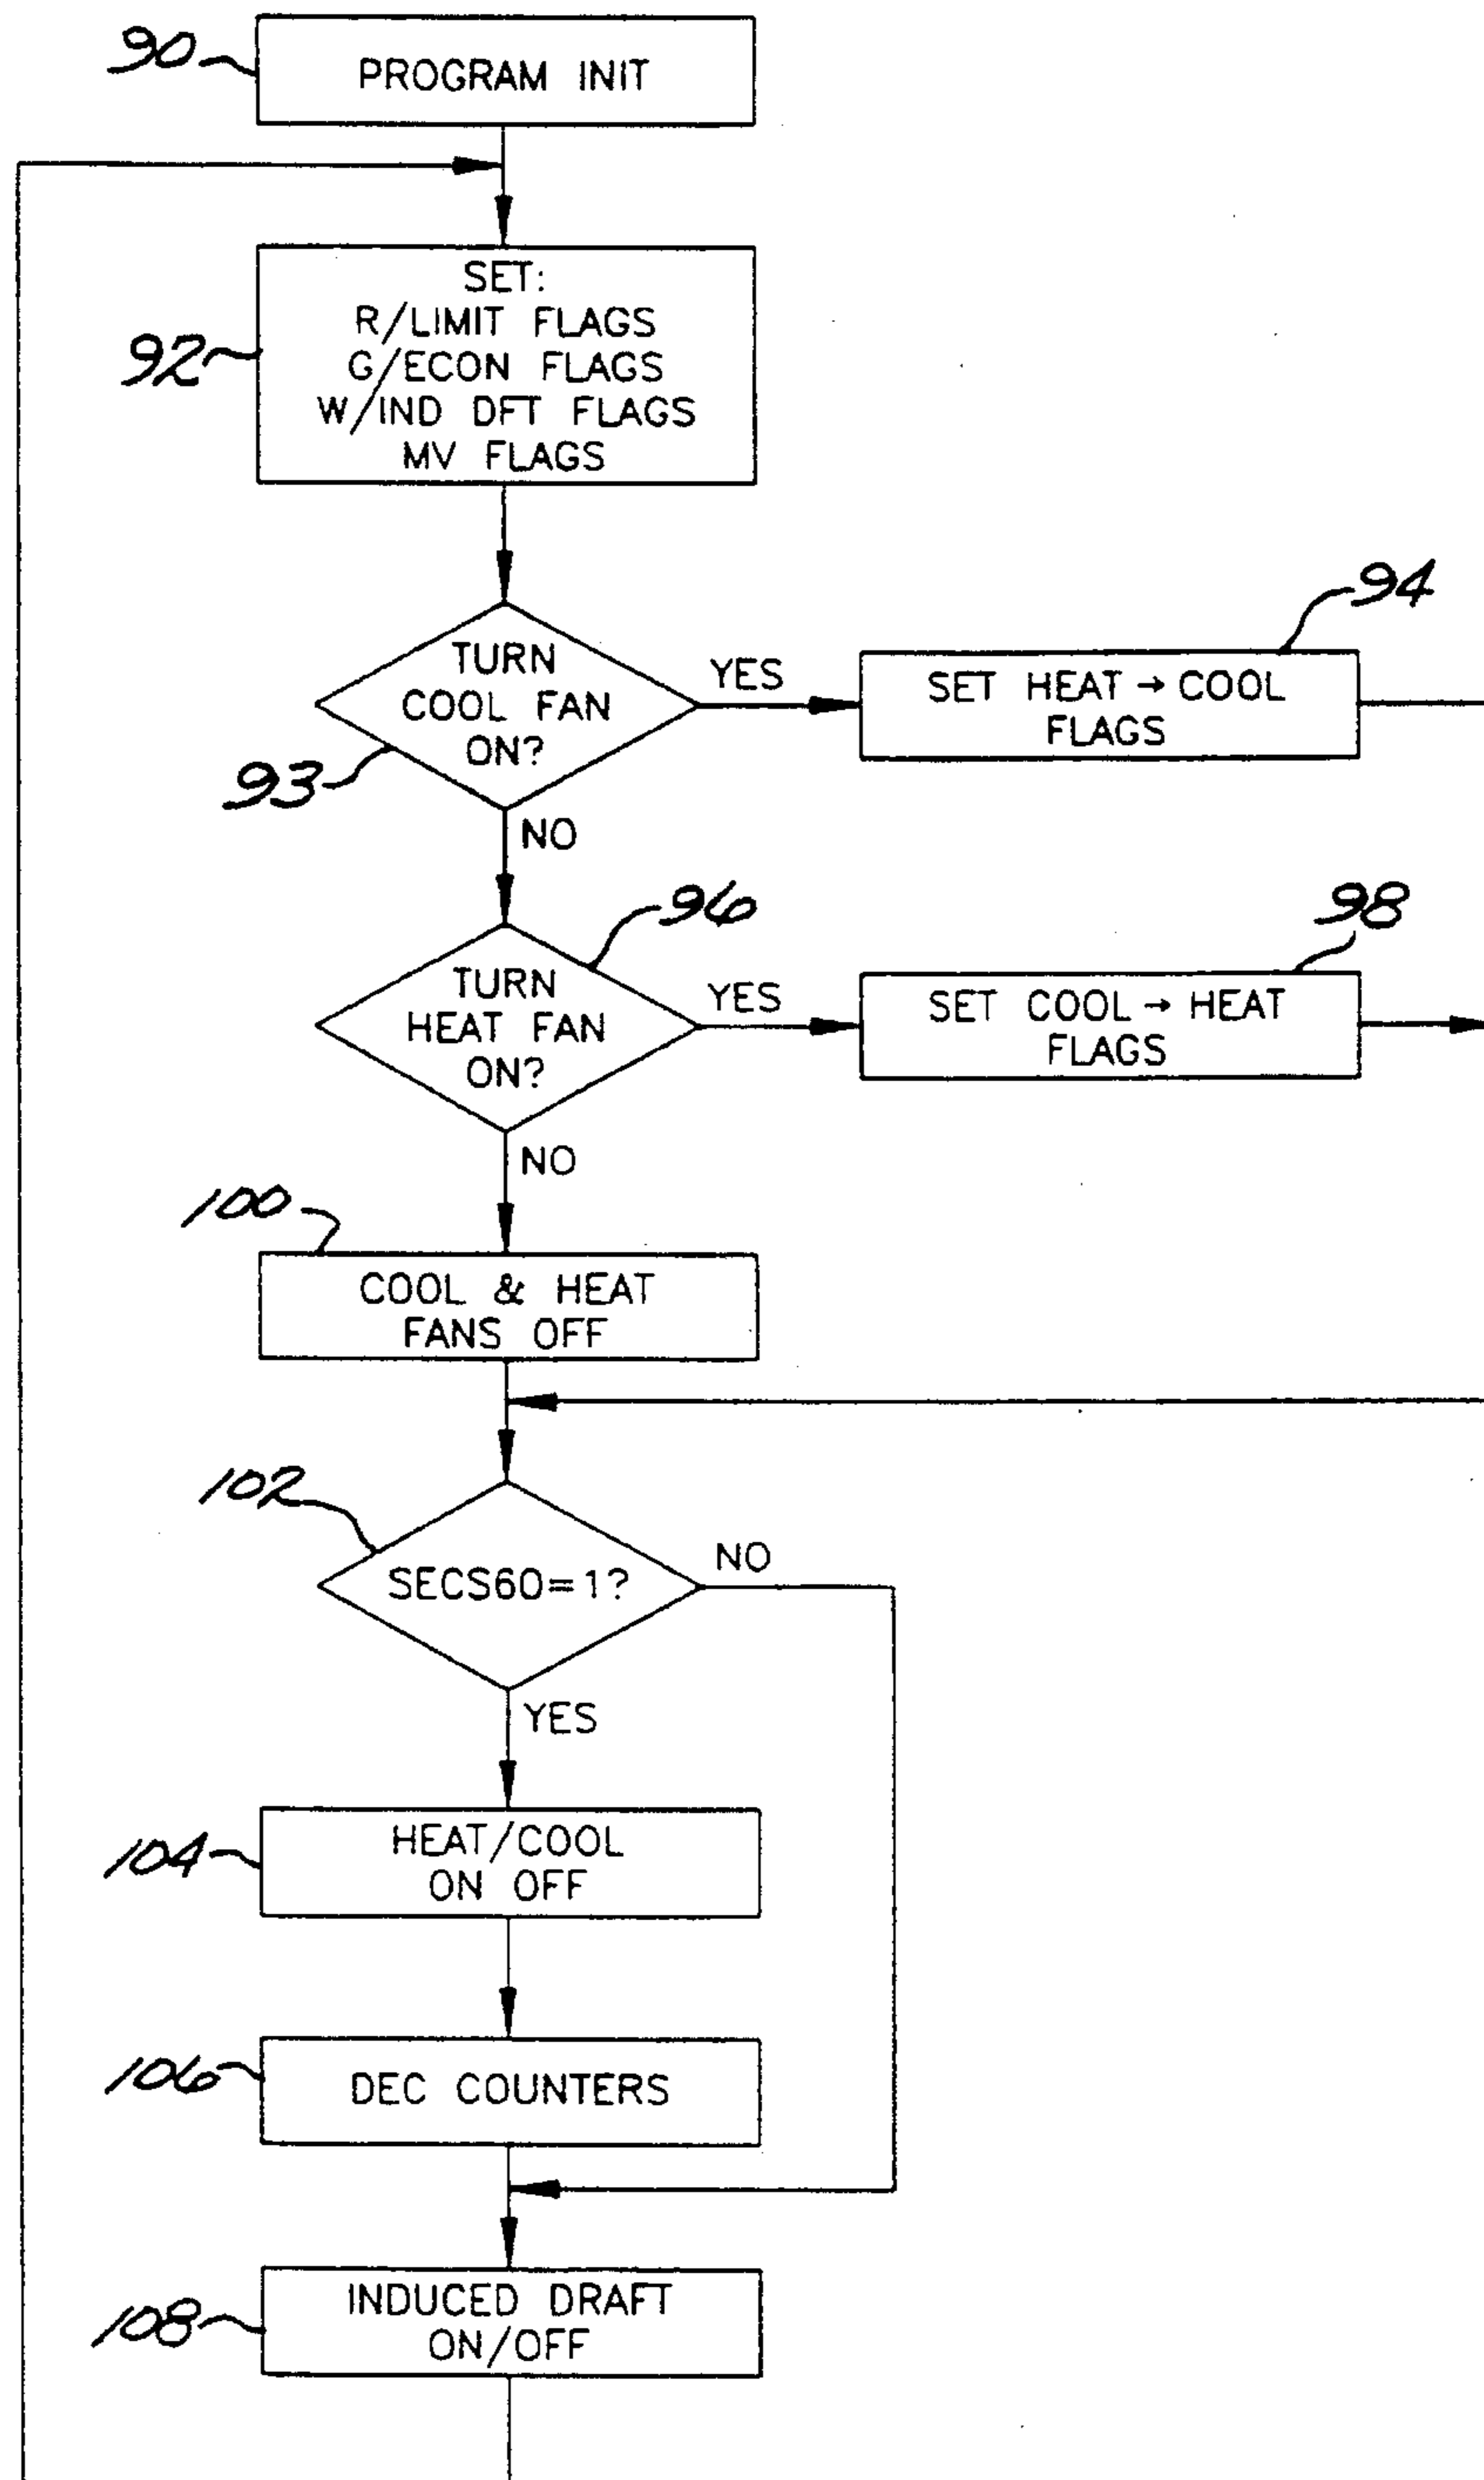 90
PROGRAM INIT
92
SET:
R/LIMIT FLAGS
G/ECON FLAGS
W/IND DFT FLAGS
MV FLAGS
93
TURN
COOL FAN
ON?
YES
94
SET HEAT → COOL
FLAGS
NO
96
TURN
HEAT FAN
ON?
YES
98
SET COOL → HEAT
FLAGS
NO
100
COOL & HEAT
FANS OFF
102
SECS60=1?
NO
YES
104
HEAT/COOL
ON OFF
106
DEC COUNTERS
108
INDUCED DRAFT
ON/OFF